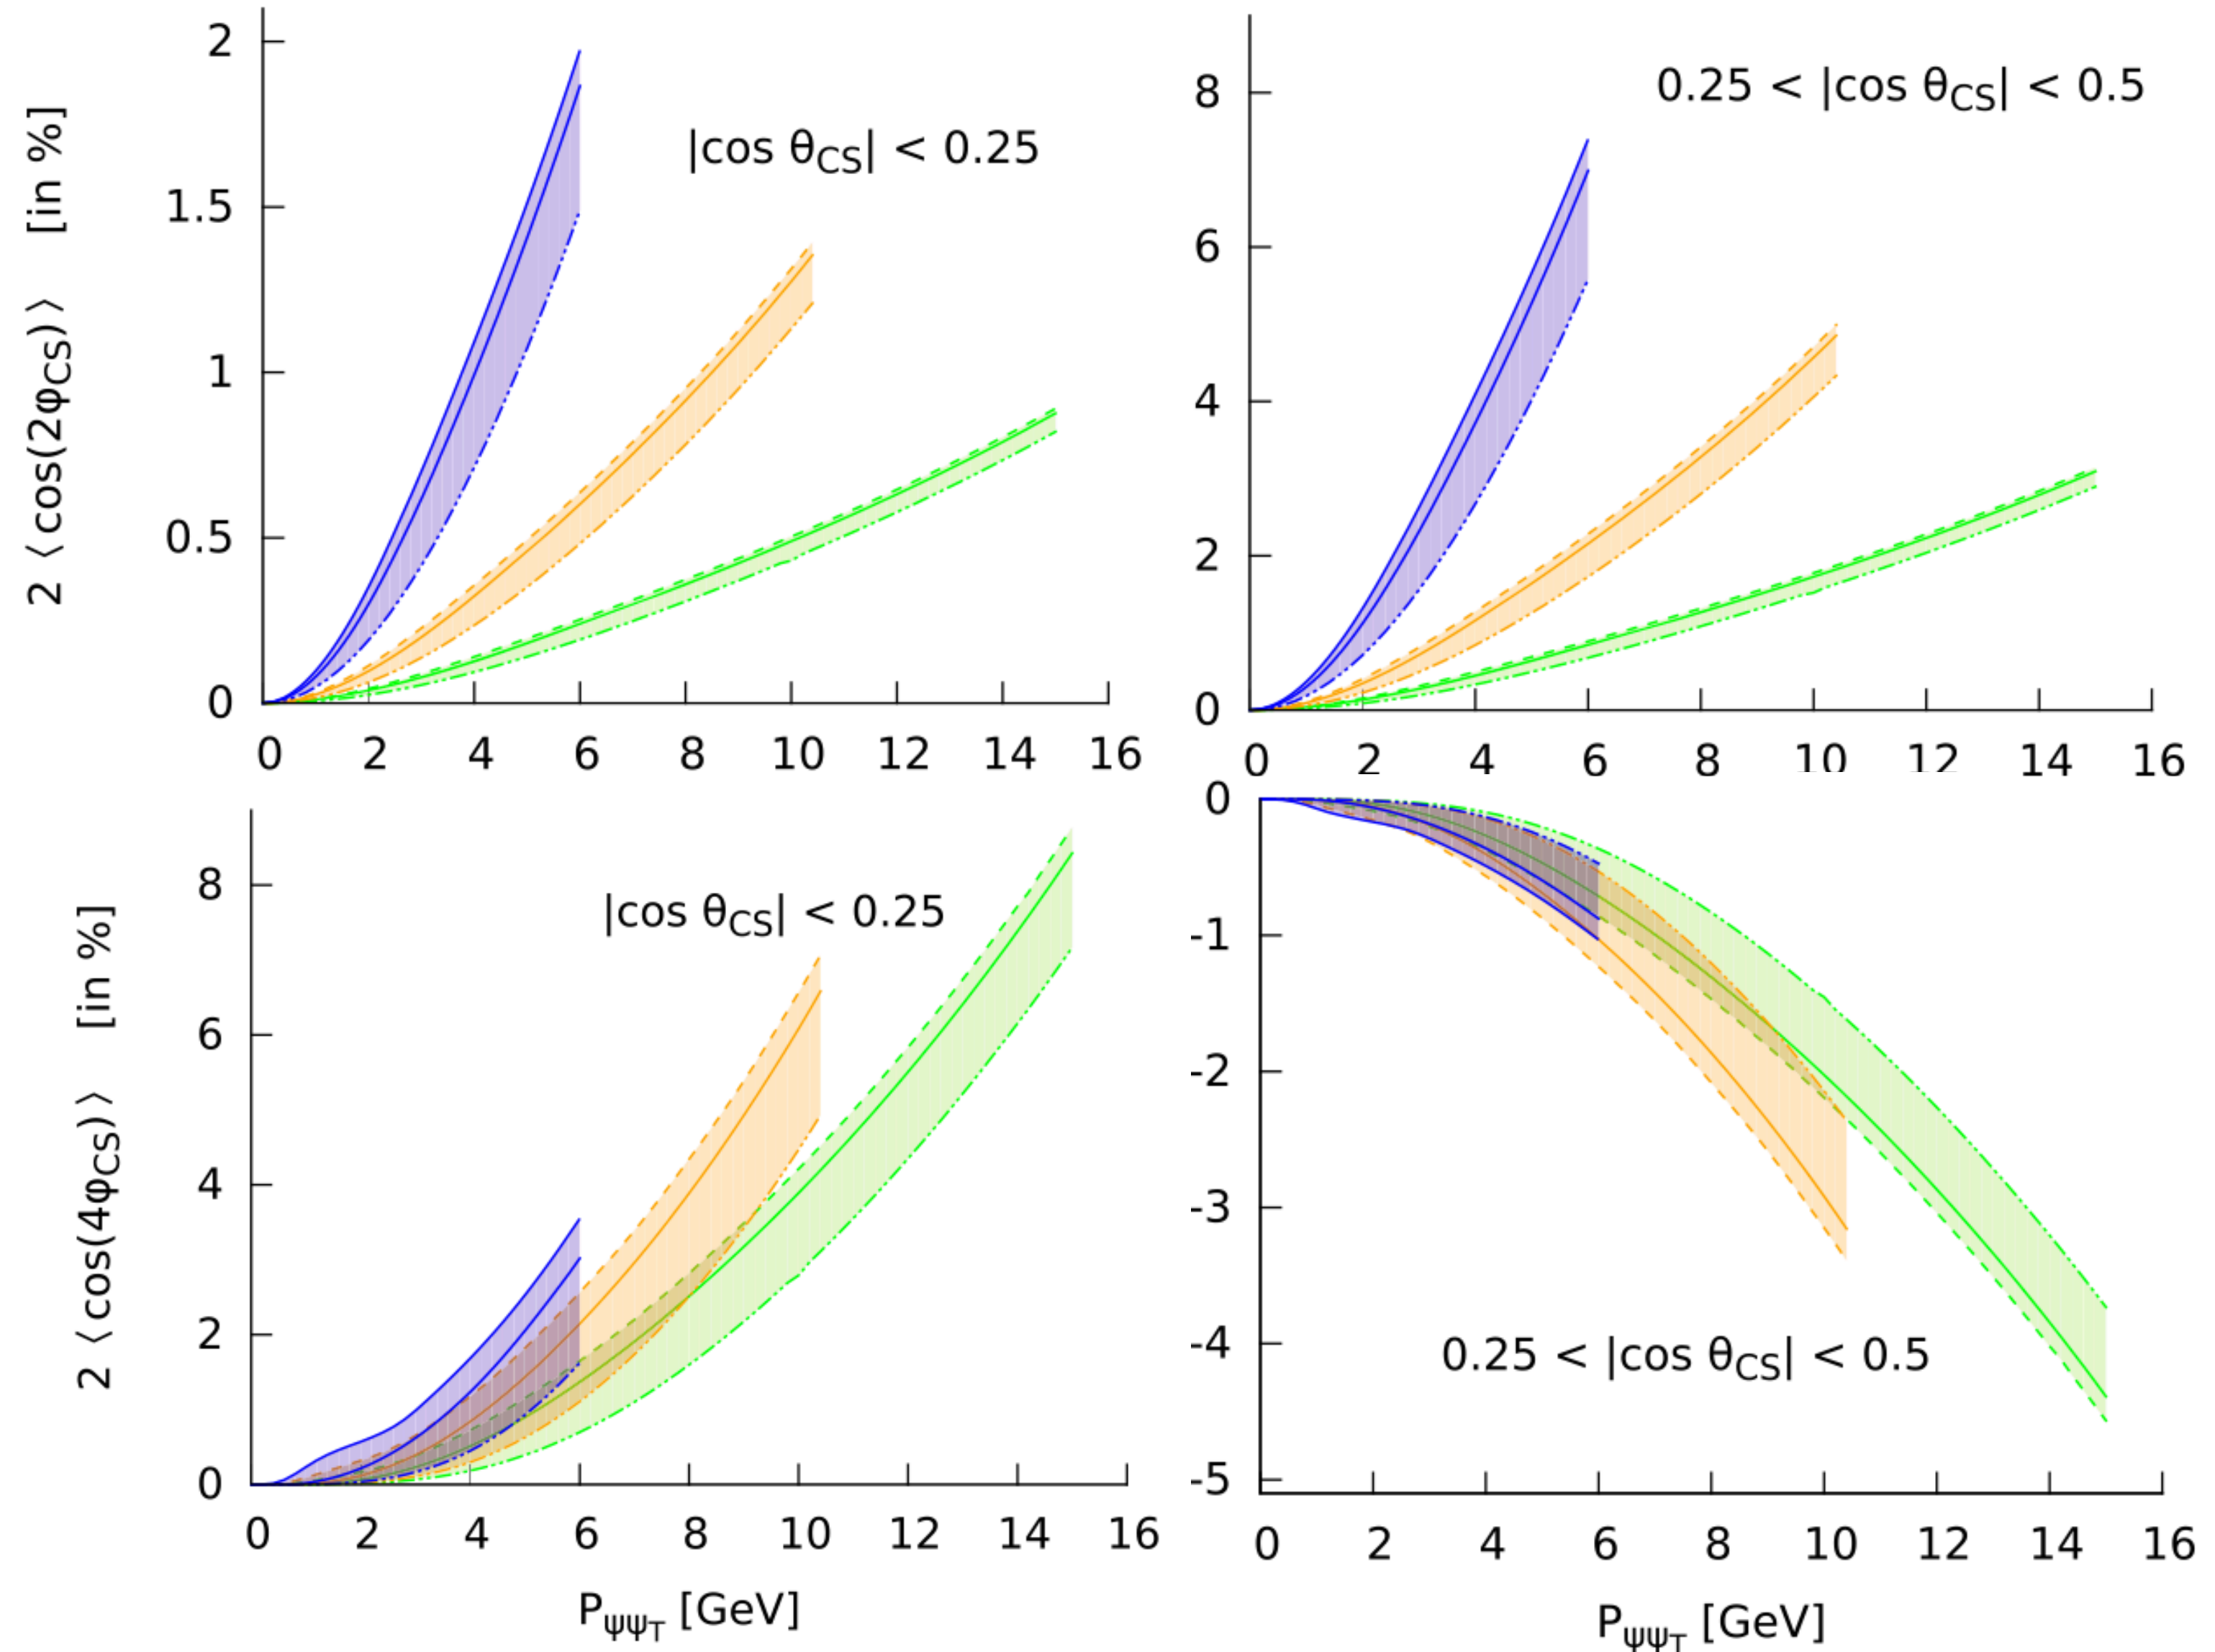 2 ⟨cos(2φCS)⟩ [in %]
2
1.5
1
0.5
0
|cos θCS| < 0.25
0 2 4 6 8 10 12 14 16
8
6
4
2
0
0.25 < |cos θCS| < 0.5
0 2 4 6 8 10 12 14 16
2 ⟨cos(4φCS)⟩ [in %]
8
6
4
2
0
|cos θCS| < 0.25
0 2 4 6 8 10 12 14 16
PψψT [GeV]
0
-1
-2
-3
-4
-5
0.25 < |cos θCS| < 0.5
0 2 4 6 8 10 12 14 16
PψψT [GeV]